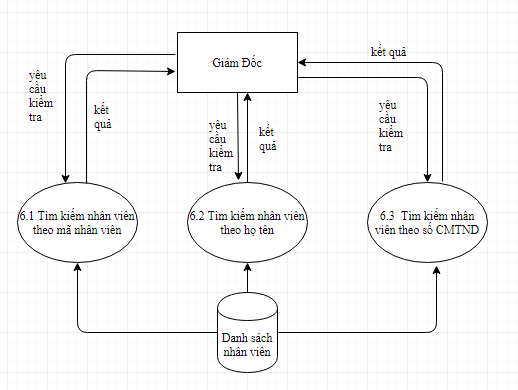 Giám Đốc
kết quả
yêu
cầu
kiểm
tra
kết
quả
yêu
cầu
kiểm
tra
kết
quả
yêu
cầu
kiểm
tra
6.1 Tìm kiếm nhân viên
theo mã nhân viên
6.2 Tìm kiếm nhân viên
theo họ tên
6.3 Tìm kiếm nhân
viên theo số CMTND
Danh sách
nhân viên